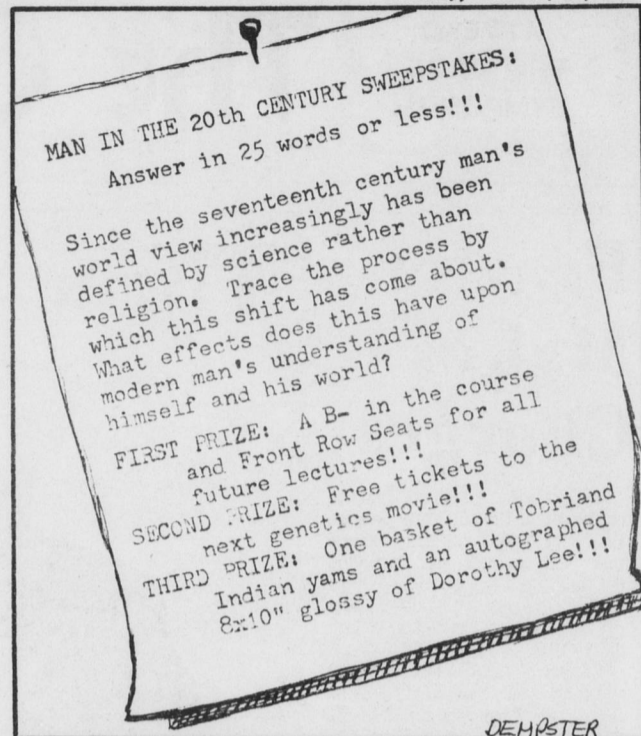 MAN IN THE 20th CENTURY SWEEPSTAKES:
Answer in 25 words or less!!!
Since the seventeenth century man's
world view increasingly has been
defined by science rather than
religion. Trace the process by
which this shift has come about.
What effects does this have upon
modern man's understanding of
himself and his world?
FIRST PRIZE: A B- in the course
and Front Row Seats for all
future lectures!!!
SECOND PRIZE: Free tickets to the
next genetics movie!!!
THIRD PRIZE: One basket of Tobriand
Indian yams and an autographed
8x10" glossy of Dorothy Lee!!!
DEMPSTER